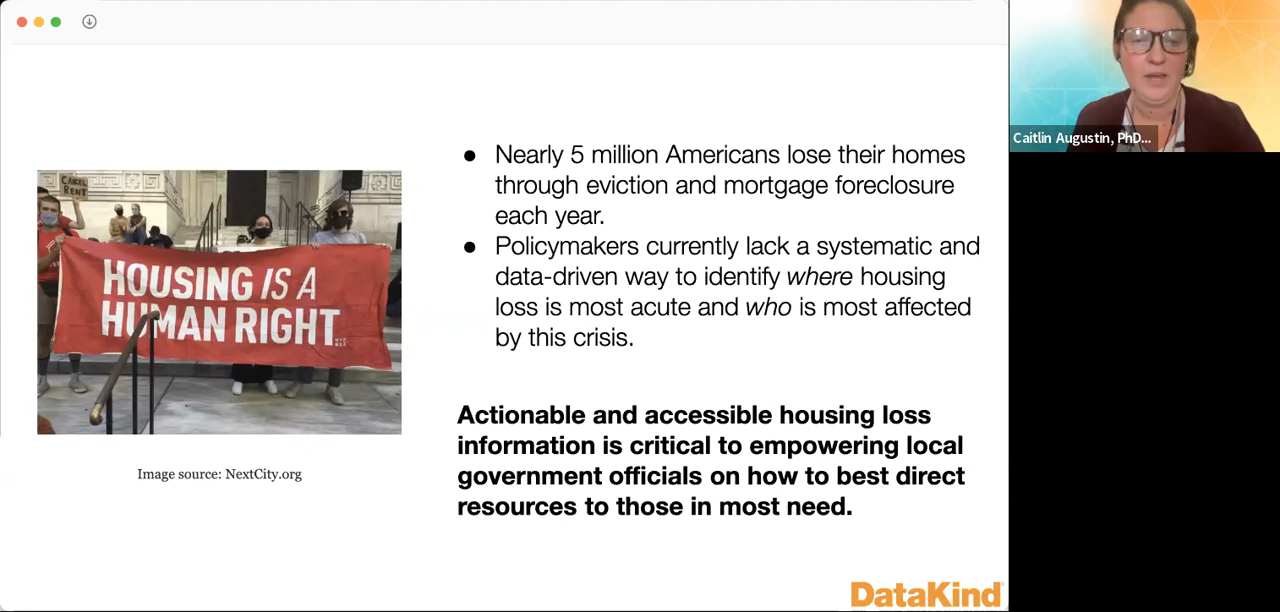 CANCEL
RENT
HOUSING IS A
HUMAN RIGHT
Image source: NextCity.org
● Nearly 5 million Americans lose their homes
through eviction and mortgage foreclosure
each year.
● Policymakers currently lack a systematic and
data-driven way to identify where housing
loss is most acute and who is most affected
by this crisis.
Actionable and accessible housing loss
information is critical to empowering local
government officials on how to best direct
resources to those in most need.
DataKind
Caitlin Augustin, PhD...